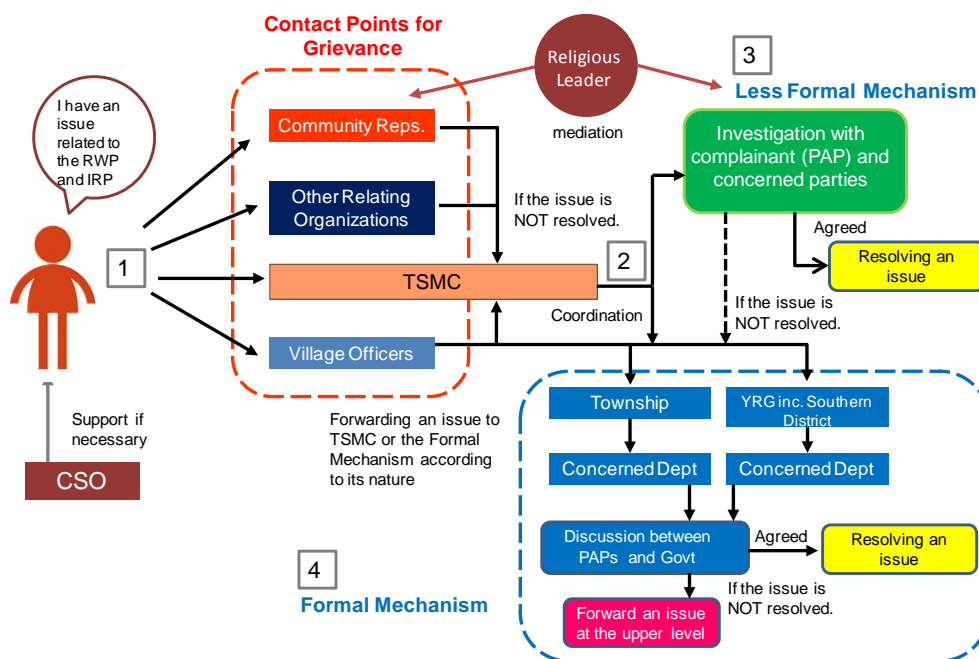 Contact Points for
Grievance
Religious
Leader
3
Less Formal Mechanism
I have an
issue
related to
the RWP
and IRP
Community Reps.
mediation
Investigation with
complainant (PAP) and
concerned parties
Other Relating
Organizations
If the issue is
NOT resolved.
Agreed
1
2
TSMC
Resolving an
issue
Coordination
If the issue is
NOT resolved.
Village Officers
Support if
necessary
CSO
Forwarding an issue to
TSMC or the Formal
Mechanism according
to its nature
Township
YRG inc. Southern
District
Concerned Dept
Concerned Dept
Discussion between
PAPs and Govt
Agreed
Resolving an
issue
4
Formal Mechanism
If the issue is
NOT resolved.
Forward an issue
at the upper level